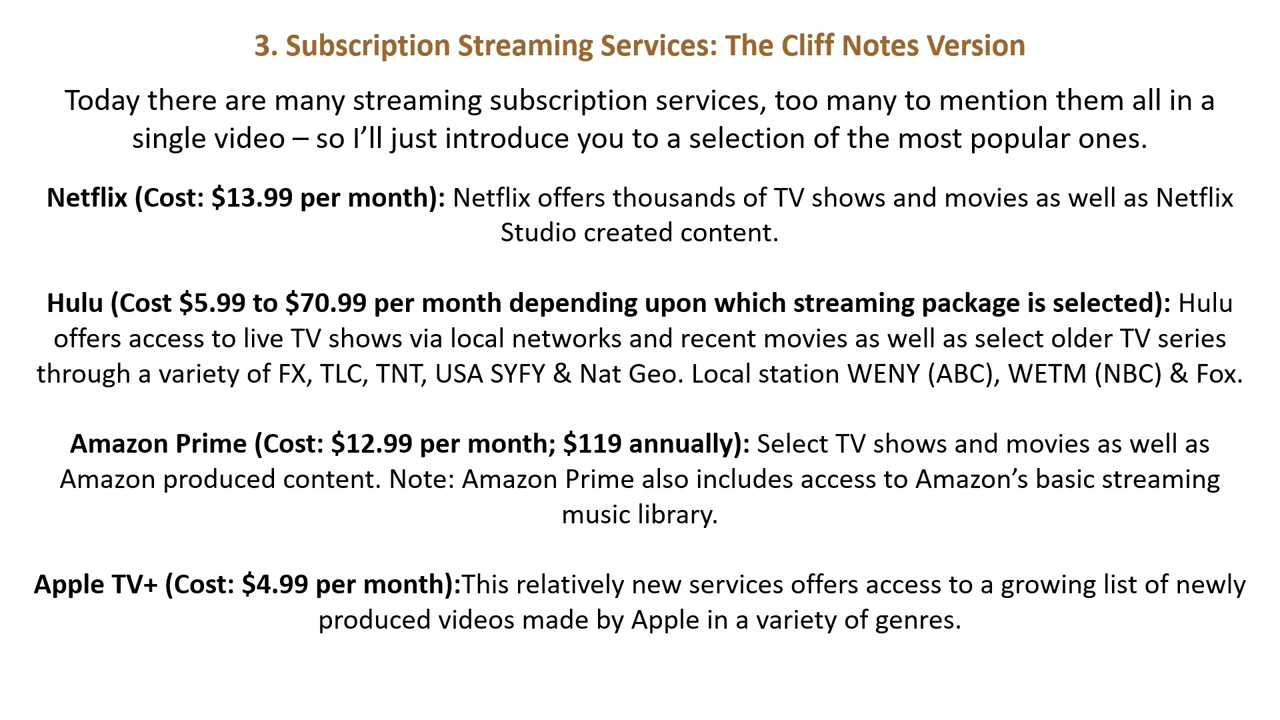 3. Subscription Streaming Services: The Cliff Notes Version
Today there are many streaming subscription services, too many to mention them all in a
single video – so I’ll just introduce you to a selection of the most popular ones.
Netflix (Cost: $13.99 per month): Netflix offers thousands of TV shows and movies as well as Netflix
Studio created content.
Hulu (Cost $5.99 to $70.99 per month depending upon which streaming package is selected): Hulu
offers access to live TV shows via local networks and recent movies as well as select older TV series
through a variety of FX, TLC, TNT, USA SYFY & Nat Geo. Local station WENY (ABC), WETM (NBC) & Fox.
Amazon Prime (Cost: $12.99 per month; $119 annually): Select TV shows and movies as well as
Amazon produced content. Note: Amazon Prime also includes access to Amazon’s basic streaming
music library.
Apple TV+ (Cost: $4.99 per month):This relatively new services offers access to a growing list of newly
produced videos made by Apple in a variety of genres.